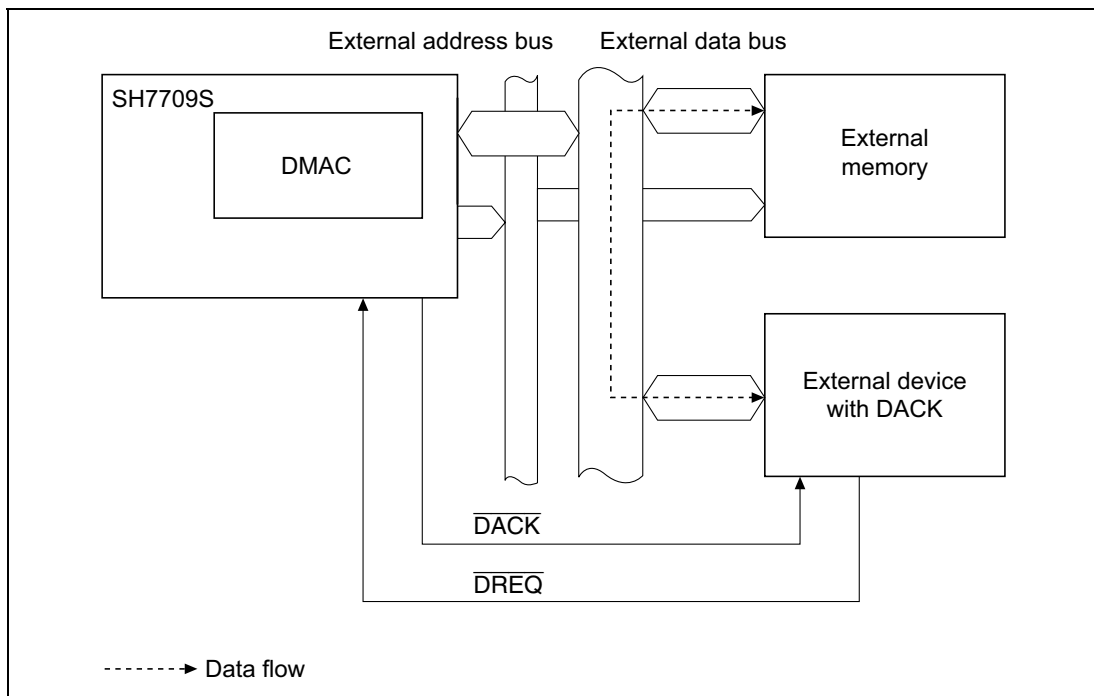 External address bus
External data bus
SH7709S
DMAC
External
memory
External device
with DACK
DACK
DREQ
Data flow